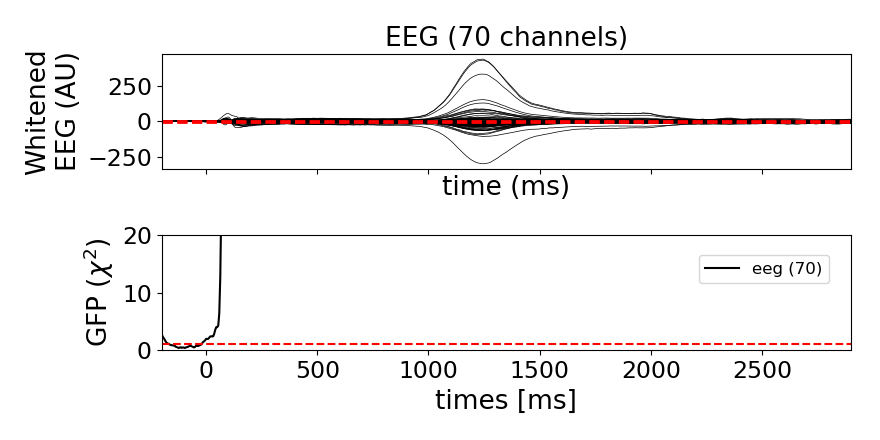 EEG (70 channels)
Whitened
EEG (AU)
250
0
−250
time (ms)
GFP (χ²)
20
10
0
eeg (70)
0 500 1000 1500 2000 2500
times [ms]